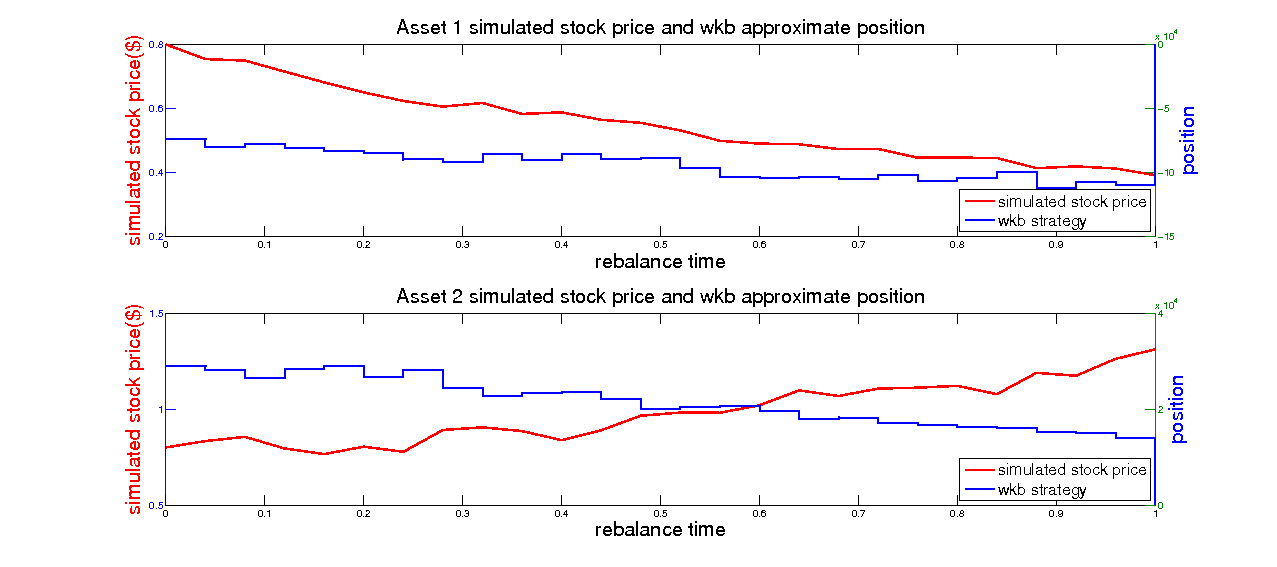 Asset 1 simulated stock price and wkb approximate position
x 10^4
0.8
0.6
0.4
0.2
simulated stock price($)
0
-5
-10
-15
position
simulated stock price
wkb strategy
0 0.1 0.2 0.3 0.4 0.5 0.6 0.7 0.8 0.9 1
rebalance time
Asset 2 simulated stock price and wkb approximate position
x 10^4
1.5
1
0.5
simulated stock price($)
4
2
0
position
simulated stock price
wkb strategy
0 0.1 0.2 0.3 0.4 0.5 0.6 0.7 0.8 0.9 1
rebalance time